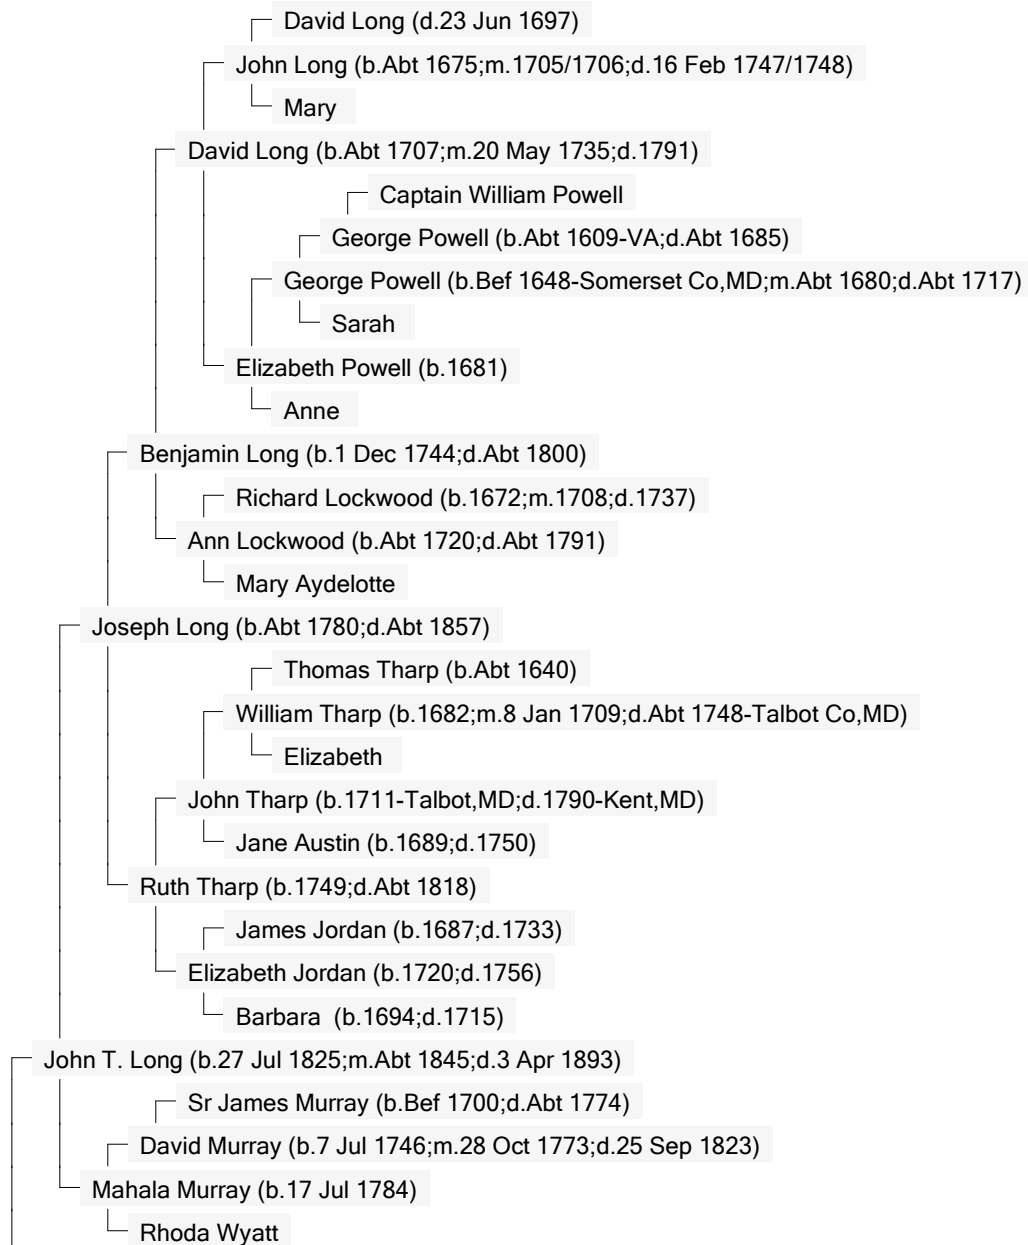 David Long (d.23 Jun 1697)
John Long (b.Abt 1675;m.1705/1706;d.16 Feb 1747/1748)
Mary
David Long (b.Abt 1707;m.20 May 1735;d.1791)
Captain William Powell
George Powell (b.Abt 1609-VA;d.Abt 1685)
George Powell (b.Bef 1648-Somerset Co,MD;m.Abt 1680;d.Abt 1717)
Sarah
Elizabeth Powell (b.1681)
Anne
Benjamin Long (b.1 Dec 1744;d.Abt 1800)
Richard Lockwood (b.1672;m.1708;d.1737)
Ann Lockwood (b.Abt 1720;d.Abt 1791)
Mary Aydelotte
Joseph Long (b.Abt 1780;d.Abt 1857)
Thomas Tharp (b.Abt 1640)
William Tharp (b.1682;m.8 Jan 1709;d.Abt 1748-Talbot Co,MD)
Elizabeth
John Tharp (b.1711-Talbot,MD;d.1790-Kent,MD)
Jane Austin (b.1689;d.1750)
Ruth Tharp (b.1749;d.Abt 1818)
James Jordan (b.1687;d.1733)
Elizabeth Jordan (b.1720;d.1756)
Barbara (b.1694;d.1715)
John T. Long (b.27 Jul 1825;m.Abt 1845;d.3 Apr 1893)
Sr James Murray (b.Bef 1700;d.Abt 1774)
David Murray (b.7 Jul 1746;m.28 Oct 1773;d.25 Sep 1823)
Mahala Murray (b.17 Jul 1784)
Rhoda Wyatt